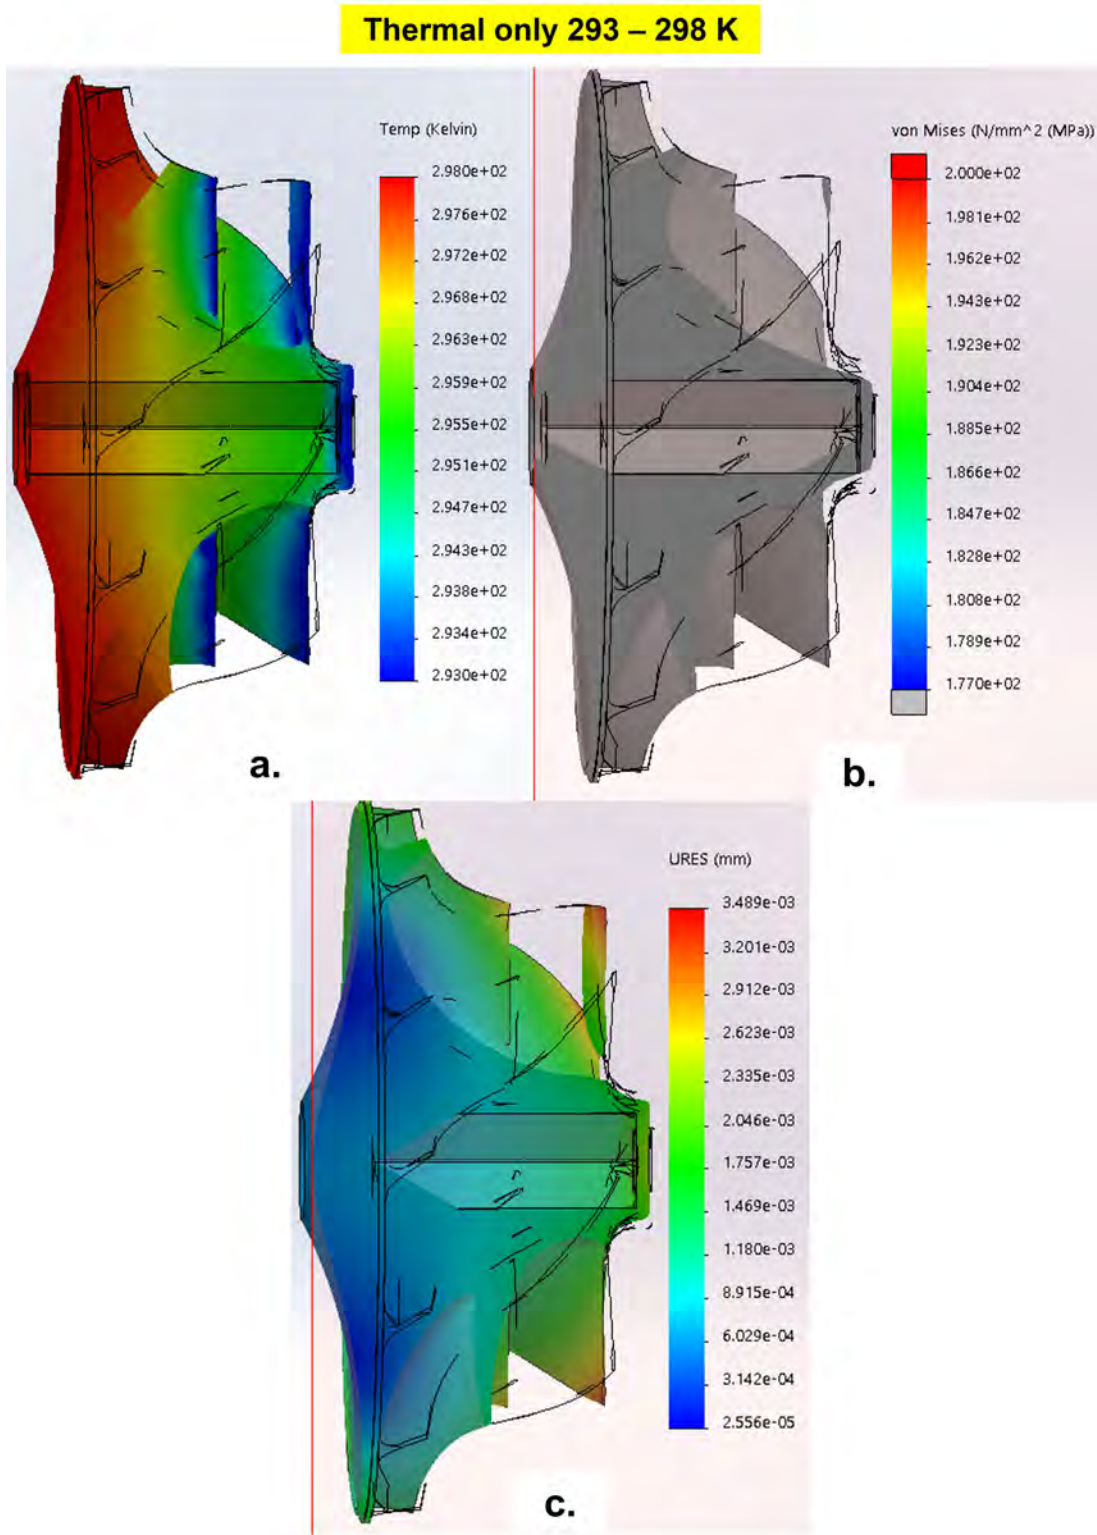 Thermal only 293 – 298 K
Temp (Kelvin)
2.980e+02
2.976e+02
2.972e+02
2.968e+02
2.963e+02
2.959e+02
2.955e+02
2.951e+02
2.947e+02
2.943e+02
2.938e+02
2.934e+02
2.930e+02
a.
von Mises (N/mm^2 (MPa))
2.000e+02
1.981e+02
1.962e+02
1.943e+02
1.923e+02
1.904e+02
1.885e+02
1.866e+02
1.847e+02
1.828e+02
1.808e+02
1.789e+02
1.770e+02
b.
URES (mm)
3.489e-03
3.201e-03
2.912e-03
2.623e-03
2.335e-03
2.046e-03
1.757e-03
1.469e-03
1.180e-03
8.915e-04
6.029e-04
3.142e-04
2.556e-05
c.